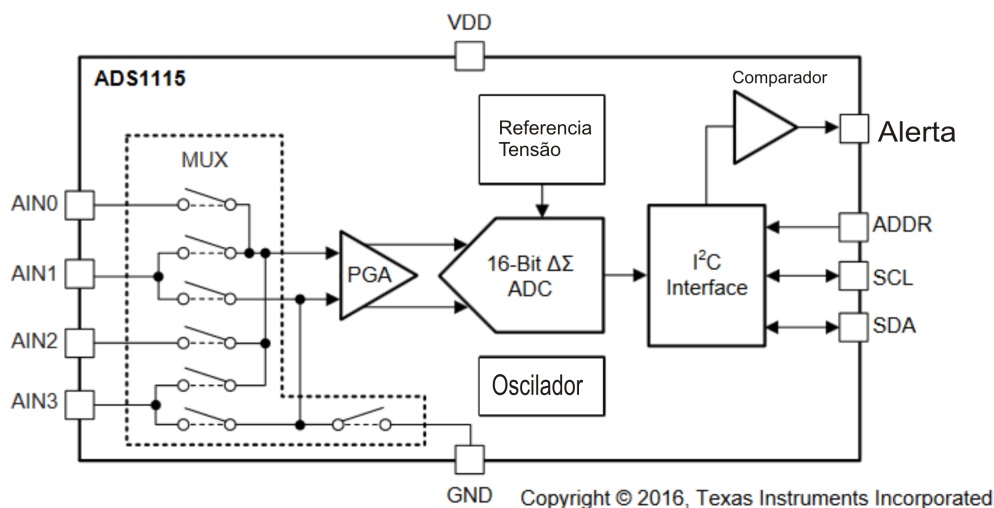 VDD
ADS1115
Comparador
Referencia
Tensão
Alerta
MUX
AIN0
ADDR
AIN1
PGA
16-Bit ΔΣ
ADC
I²C
Interface
SCL
AIN2
SDA
Oscilador
AIN3
GND
Copyright © 2016, Texas Instruments Incorporated